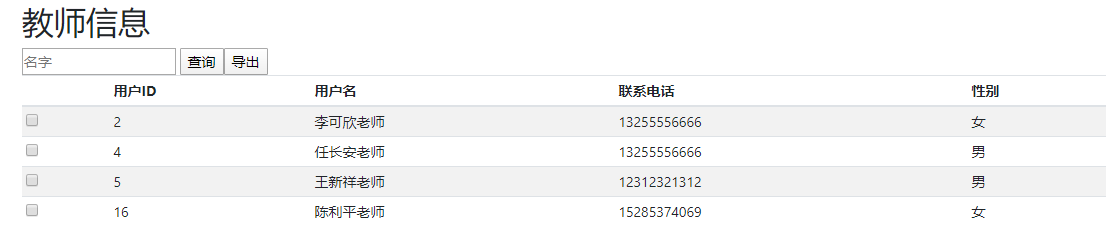 教师信息
名字 查询 导出
用户ID 用户名 联系电话 性别
2 李可欣老师 13255556666 女
4 任长安老师 13255556666 男
5 王新祥老师 12312321312 男
16 陈利平老师 15285374069 女